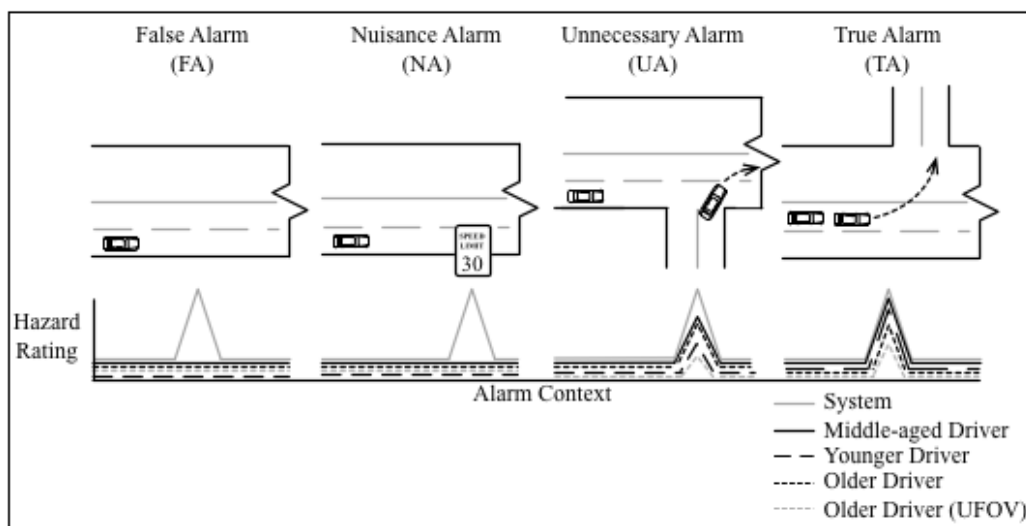 False Alarm
(FA)
Nuisance Alarm
(NA)
Unnecessary Alarm
(UA)
True Alarm
(TA)
SPEED
LIMIT
30
Hazard
Rating
Alarm Context
System
Middle-aged Driver
Younger Driver
Older Driver
Older Driver (UFOV)